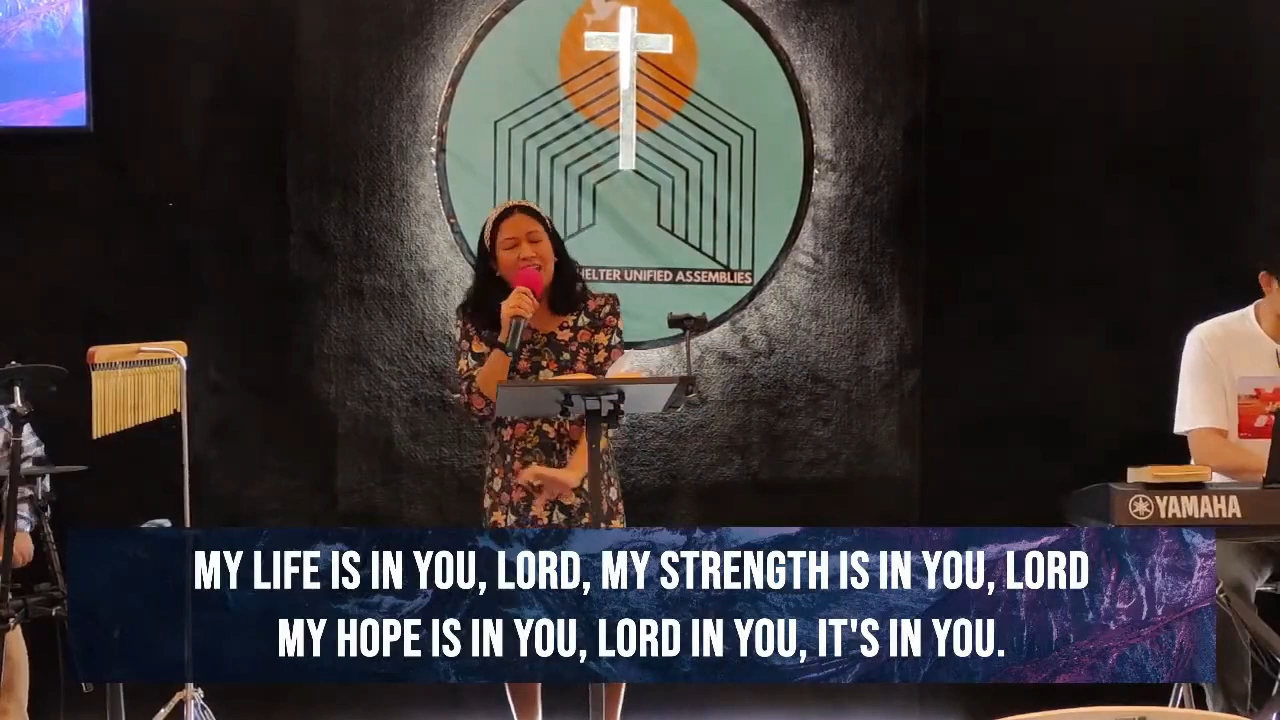 HELTER UNIFIED ASSEMBLIES
YAMAHA
MY LIFE IS IN YOU, LORD, MY STRENGTH IS IN YOU, LORD
MY HOPE IS IN YOU, LORD IN YOU, IT'S IN YOU.